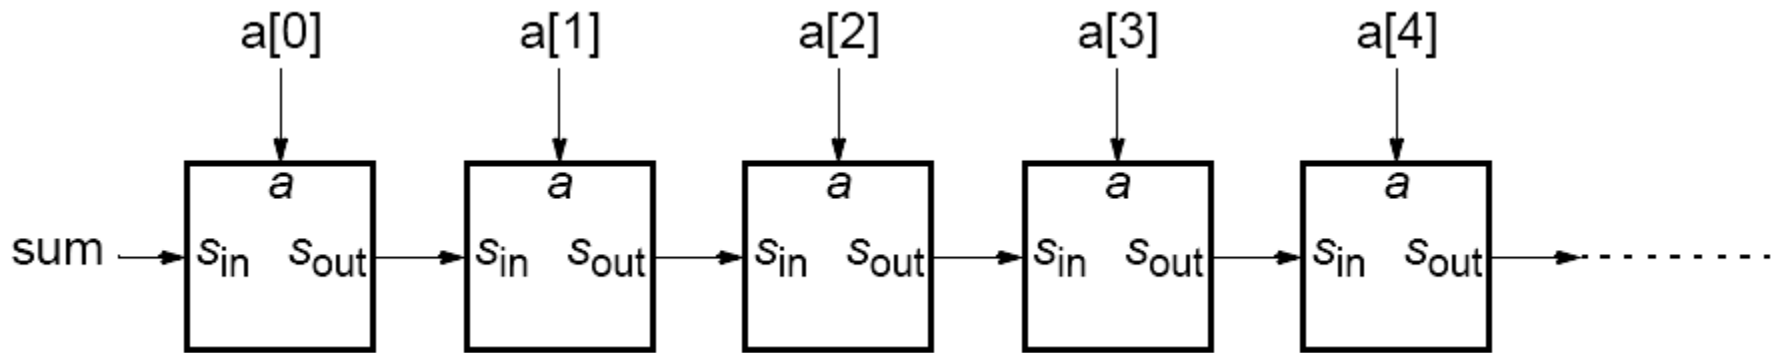 a[0] a[1] a[2] a[3] a[4]
a a a a a
sum sin sout sin sout sin sout sin sout sin sout